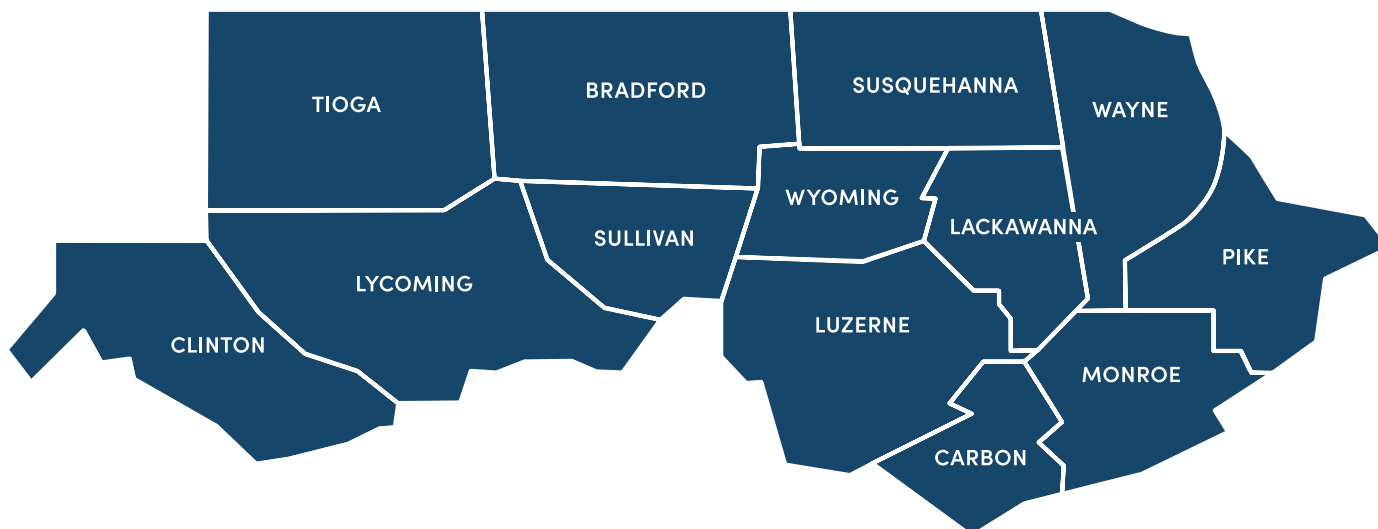 TIOGA
BRADFORD
SUSQUEHANNA
WAYNE
WYOMING
LACKAWANNA
SULLIVAN
PIKE
LYCOMING
LUZERNE
CLINTON
MONROE
CARBON